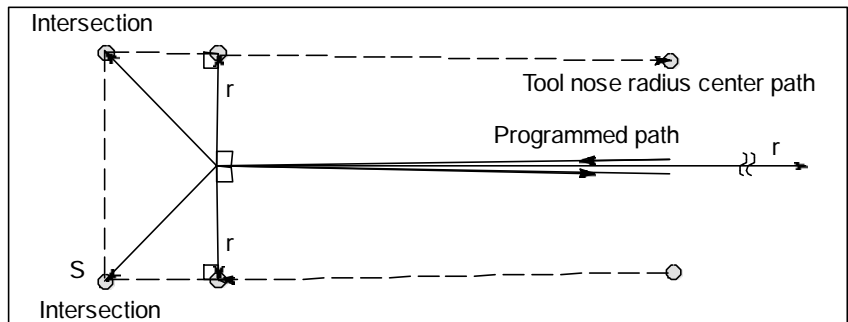 Intersection
r
Tool nose radius center path
Programmed path
r
r
S
Intersection